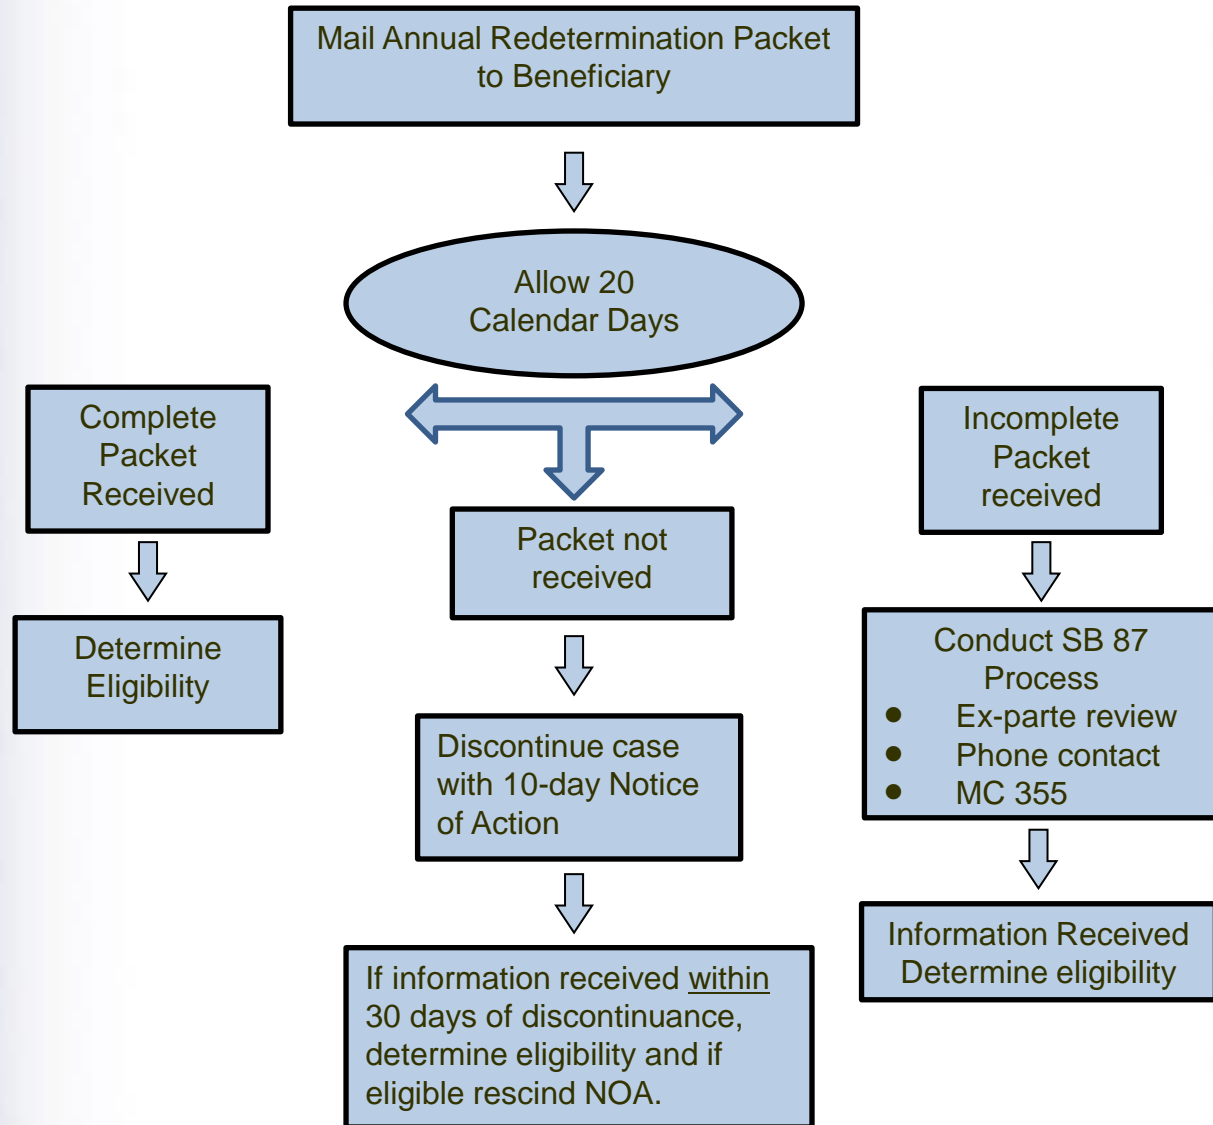 Mail Annual Redetermination Packet
to Beneficiary
Allow 20
Calendar Days
Complete
Packet
Received
Determine
Eligibility
Packet not
received
Discontinue case
with 10-day Notice
of Action
If information received within
30 days of discontinuance,
determine eligibility and if
eligible rescind NOA.
Incomplete
Packet
received
Conduct SB 87
Process
● Ex-parte review
● Phone contact
● MC 355
Information Received
Determine eligibility